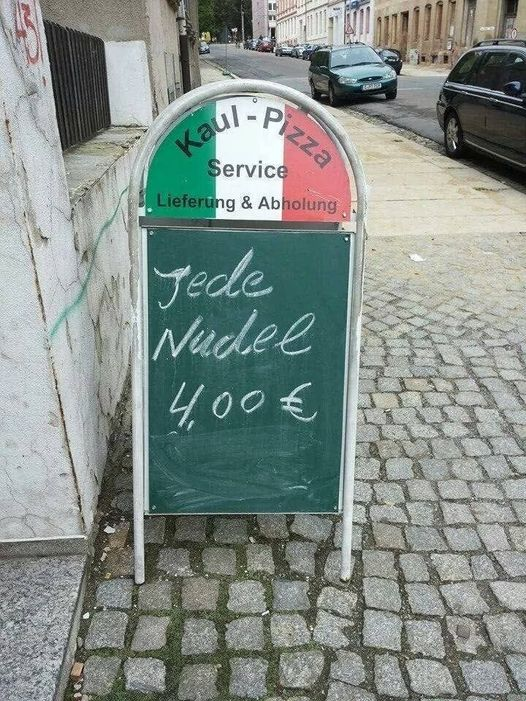 Kaul-Pizza
Service
Lieferung & Abholung
Jede
Nudel
4,00 €